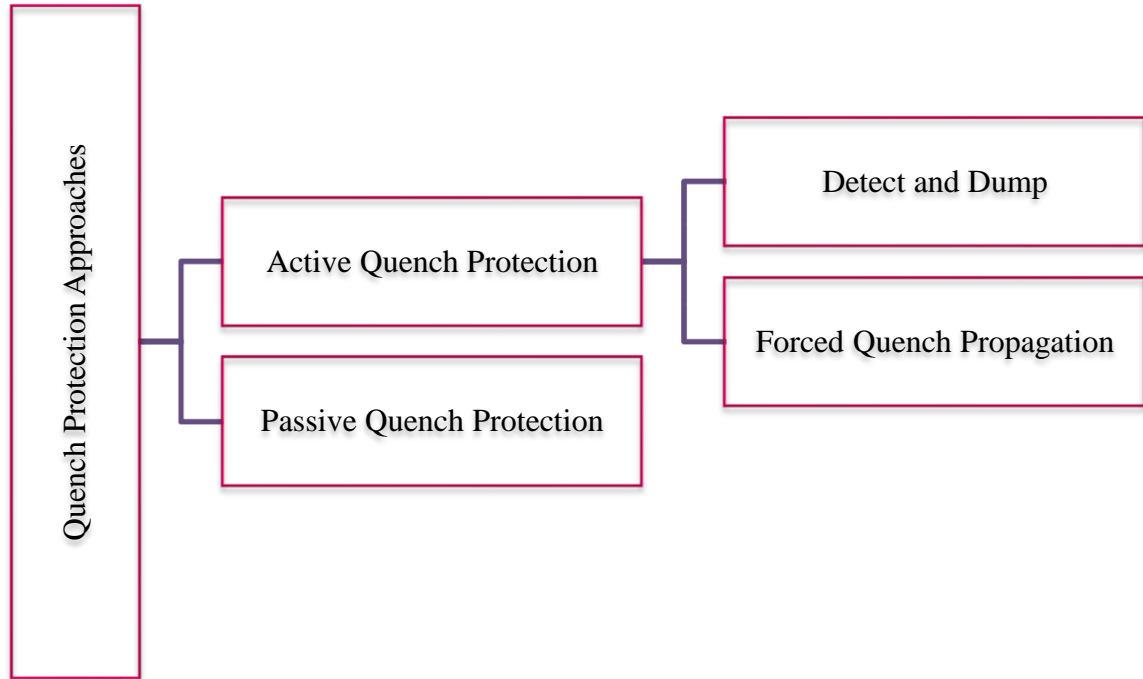 Quench Protection Approaches
Active Quench Protection
Passive Quench Protection
Detect and Dump
Forced Quench Propagation